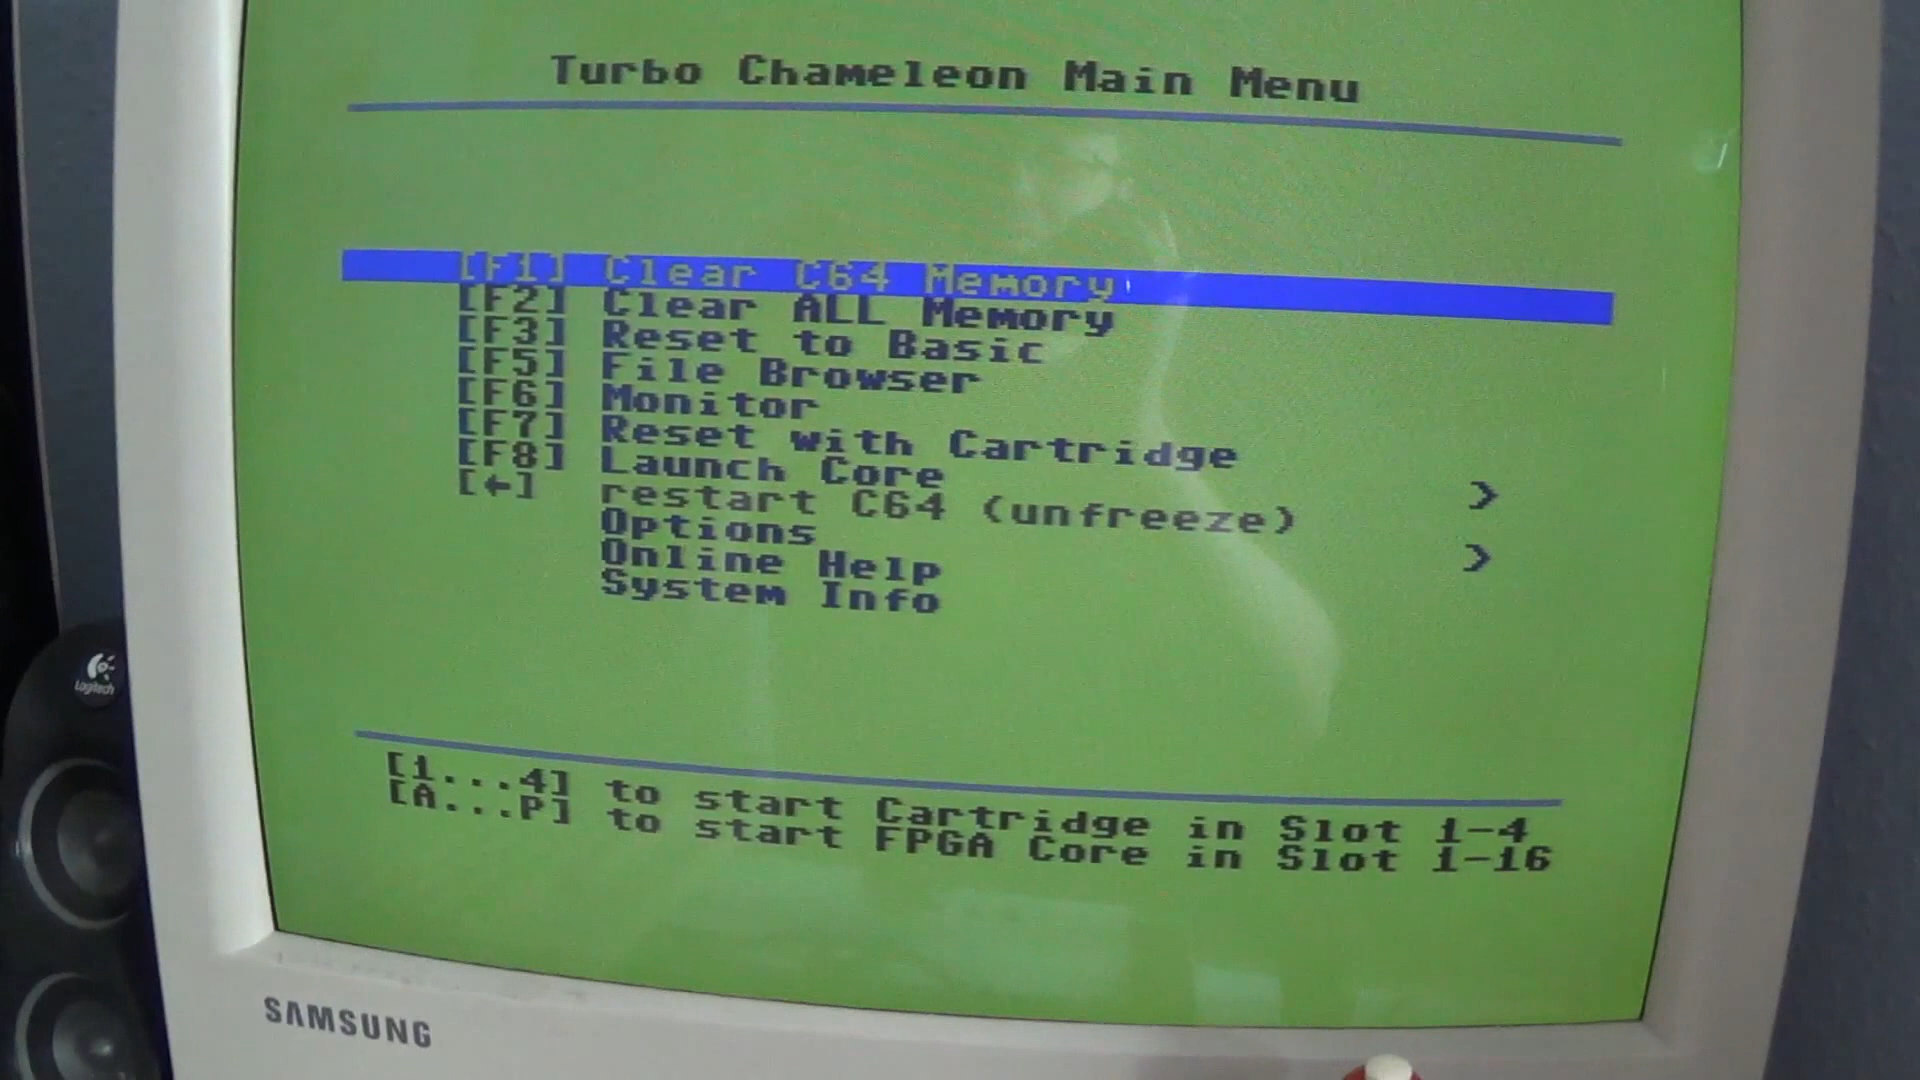 Turbo Chameleon Main Menu
[F1] Clear C64 Memory
[F2] Clear ALL Memory
[F3] Reset to Basic
[F5] File Browser
[F6] Monitor
[F7] Reset with Cartridge
[F8] Launch Core >
[←] restart C64 (unfreeze)
Options >
Online Help
System Info
[1...4] to start Cartridge in Slot 1-4
[A...P] to start FPGA Core in Slot 1-16
Logitech
SAMSUNG